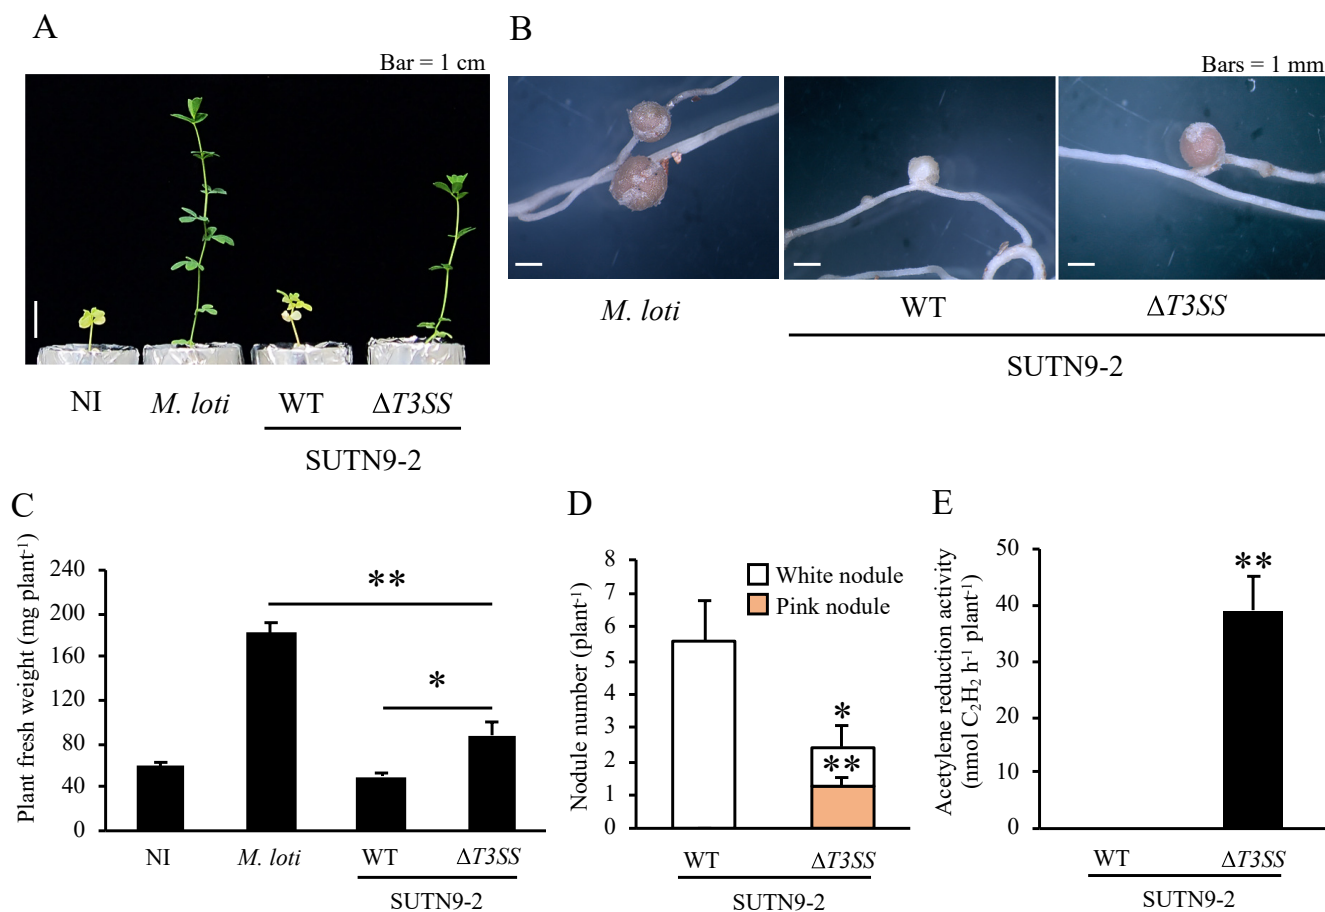 A
Bar = 1 cm
NI
M. loti
WT
ΔT3SS
SUTN9-2
B
Bars = 1 mm
M. loti
WT
ΔT3SS
SUTN9-2
C
Plant fresh weight (mg plant⁻¹)
240
200
160
120
80
40
0
**
*
NI
M. loti
WT
ΔT3SS
SUTN9-2
D
Nodule number (plant⁻¹)
8
7
6
5
4
3
2
1
0
White nodule
Pink nodule
*
**
WT
ΔT3SS
SUTN9-2
E
Acetylene reduction activity
(nmol C₂H₂ h⁻¹ plant⁻¹)
50
40
30
20
10
0
**
WT
ΔT3SS
SUTN9-2